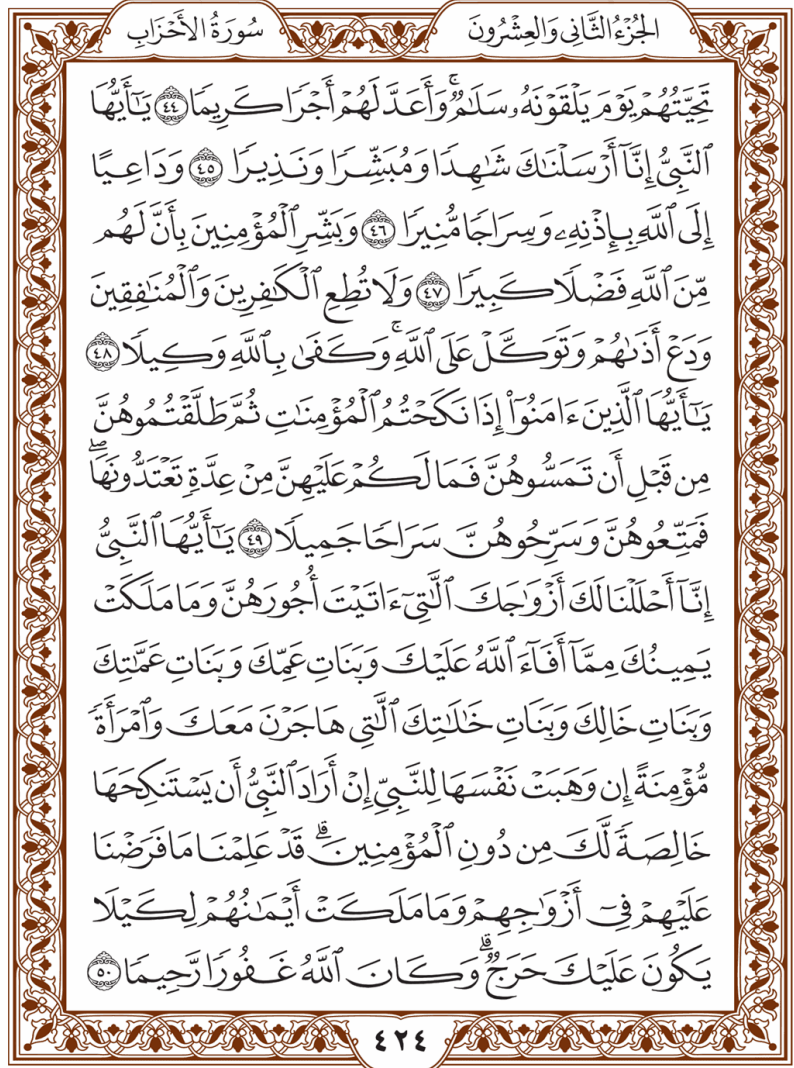 الجُزْءُ الثَّانِي وَالعِشْرُونَ
سُورَةُ الأَحْزَابِ
تَحِيَّتُهُمْ يَوْمَ يَلْقَوْنَهُۥ سَلَٰمٌۚ وَأَعَدَّ لَهُمْ أَجْرًا كَرِيمًا ٤٤ يَٰٓأَيُّهَا
ٱلنَّبِيُّ إِنَّآ أَرْسَلْنَٰكَ شَٰهِدًا وَمُبَشِّرًا وَنَذِيرًا ٤٥ وَدَاعِيًا
إِلَى ٱللَّهِ بِإِذْنِهِۦ وَسِرَاجًا مُّنِيرًا ٤٦ وَبَشِّرِ ٱلْمُؤْمِنِينَ بِأَنَّ لَهُم
مِّنَ ٱللَّهِ فَضْلًا كَبِيرًا ٤٧ وَلَا تُطِعِ ٱلْكَٰفِرِينَ وَٱلْمُنَٰفِقِينَ
وَدَعْ أَذَىٰهُمْ وَتَوَكَّلْ عَلَى ٱللَّهِۚ وَكَفَىٰ بِٱللَّهِ وَكِيلًا ٤٨
يَٰٓأَيُّهَا ٱلَّذِينَ ءَامَنُوٓا۟ إِذَا نَكَحْتُمُ ٱلْمُؤْمِنَٰتِ ثُمَّ طَلَّقْتُمُوهُنَّ
مِن قَبْلِ أَن تَمَسُّوهُنَّ فَمَا لَكُمْ عَلَيْهِنَّ مِنْ عِدَّةٍ تَعْتَدُّونَهَاۖ
فَمَتِّعُوهُنَّ وَسَرِّحُوهُنَّ سَرَاحًا جَمِيلًا ٤٩ يَٰٓأَيُّهَا ٱلنَّبِيُّ
إِنَّآ أَحْلَلْنَا لَكَ أَزْوَٰجَكَ ٱلَّٰتِيٓ ءَاتَيْتَ أُجُورَهُنَّ وَمَا مَلَكَتْ
يَمِينُكَ مِمَّآ أَفَآءَ ٱللَّهُ عَلَيْكَ وَبَنَاتِ عَمِّكَ وَبَنَاتِ عَمَّٰتِكَ
وَبَنَاتِ خَالِكَ وَبَنَاتِ خَٰلَٰتِكَ ٱلَّٰتِي هَاجَرْنَ مَعَكَ وَٱمْرَأَةً
مُّؤْمِنَةً إِن وَهَبَتْ نَفْسَهَا لِلنَّبِيِّ إِنْ أَرَادَ ٱلنَّبِيُّ أَن يَسْتَنكِحَهَا
خَالِصَةً لَّكَ مِن دُونِ ٱلْمُؤْمِنِينَۗ قَدْ عَلِمْنَا مَا فَرَضْنَا
عَلَيْهِمْ فِيٓ أَزْوَٰجِهِمْ وَمَا مَلَكَتْ أَيْمَٰنُهُمْ لِكَيْلَا
يَكُونَ عَلَيْكَ حَرَجٌۗ وَكَانَ ٱللَّهُ غَفُورًا رَّحِيمًا ٥٠
٤٢٤